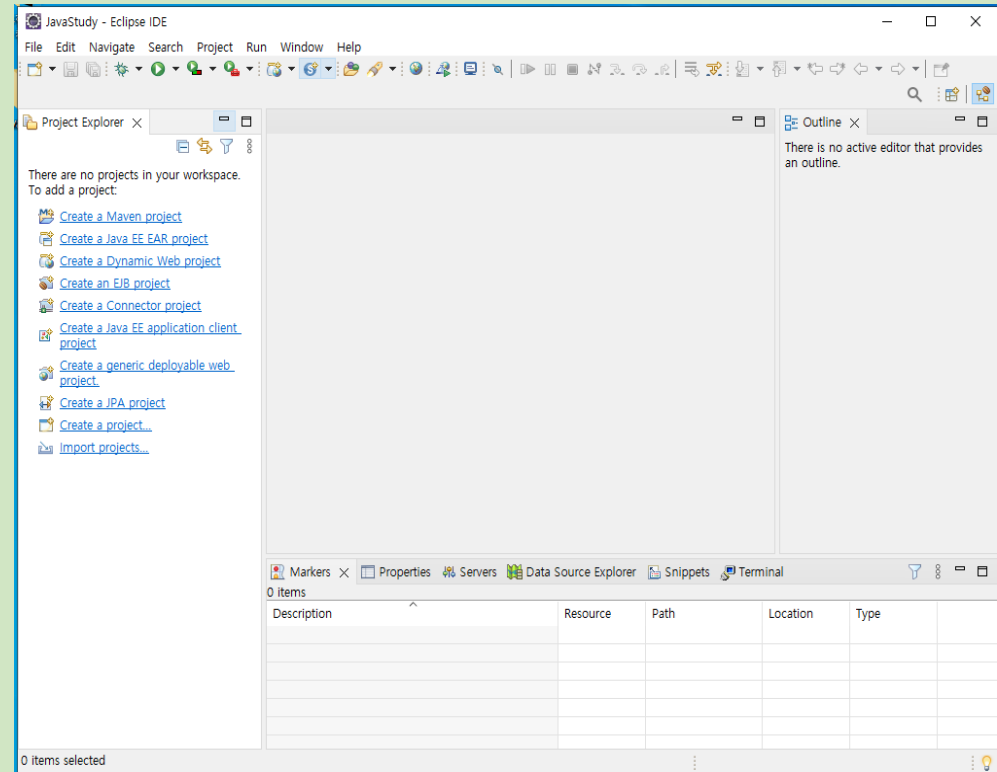 JavaStudy - Eclipse IDE
File Edit Navigate Search Project Run Window Help
Project Explorer
There are no projects in your workspace.
To add a project:
Create a Maven project
Create a Java EE EAR project
Create a Dynamic Web project
Create an EJB project
Create a Connector project
Create a Java EE application client
project
Create a generic deployable web
project.
Create a JPA project
Create a project...
Import projects...
Outline
There is no active editor that provides
an outline.
Markers Properties Servers Data Source Explorer Snippets Terminal
0 items
Description Resource Path Location Type
0 items selected